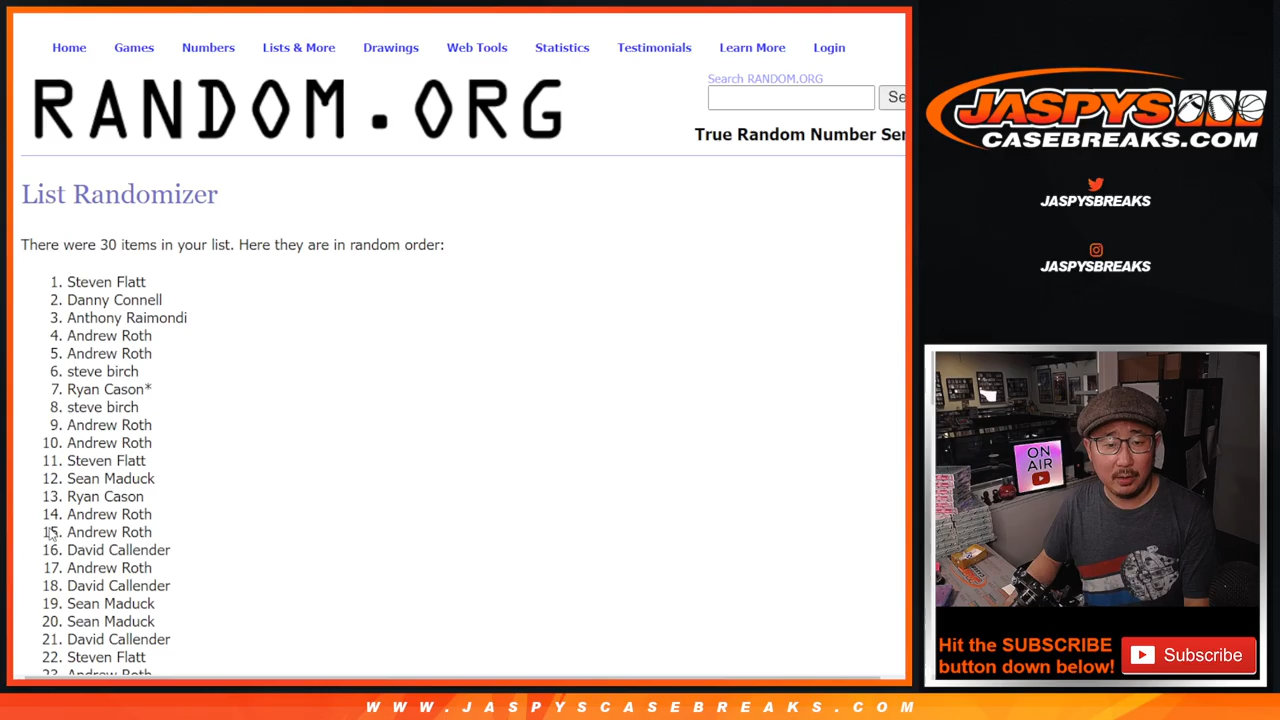 Home Games Numbers Lists & More Drawings Web Tools Statistics Testimonials Learn More Login
RANDOM.ORG
Search RANDOM.ORG
Se
True Random Number Ser
List Randomizer
There were 30 items in your list. Here they are in random order:
1. Steven Flatt
2. Danny Connell
3. Anthony Raimondi
4. Andrew Roth
5. Andrew Roth
6. steve birch
7. Ryan Cason*
8. steve birch
9. Andrew Roth
10. Andrew Roth
11. Steven Flatt
12. Sean Maduck
13. Ryan Cason
14. Andrew Roth
15. Andrew Roth
16. David Callender
17. Andrew Roth
18. David Callender
19. Sean Maduck
20. Sean Maduck
21. David Callender
22. Steven Flatt
23. Andrew Roth
JASPYS
CASEBREAKS.COM
JASPYSBREAKS
JASPYSBREAKS
ON
AIR
Hit the SUBSCRIBE
button down below!
Subscribe
WWW.JASPYSCASEBREAKS.COM